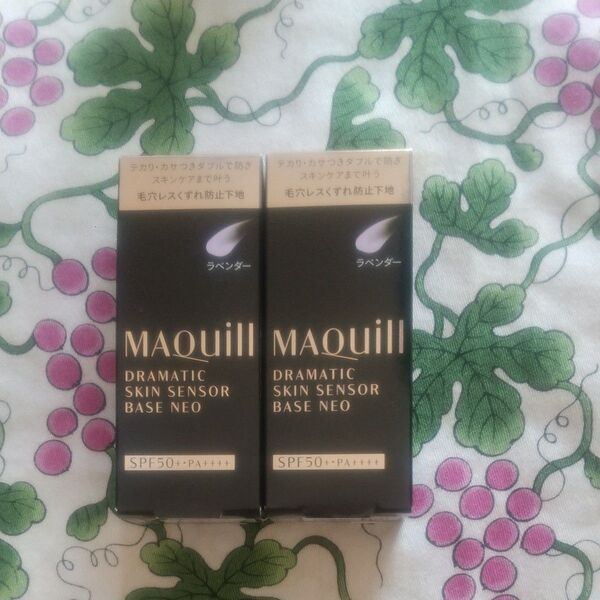 テカリ・カサつきダブルで防ぎ
スキンケアまで叶う
毛穴レスくずれ防止下地
ラベンダー
MAQuill
DRAMATIC
SKIN SENSOR
BASE NEO
SPF50+・PA++++
テカリ・カサつきダブルで防ぎ
スキンケアまで叶う
毛穴レスくずれ防止下地
ラベンダー
MAQuill
DRAMATIC
SKIN SENSOR
BASE NEO
SPF50+・PA++++